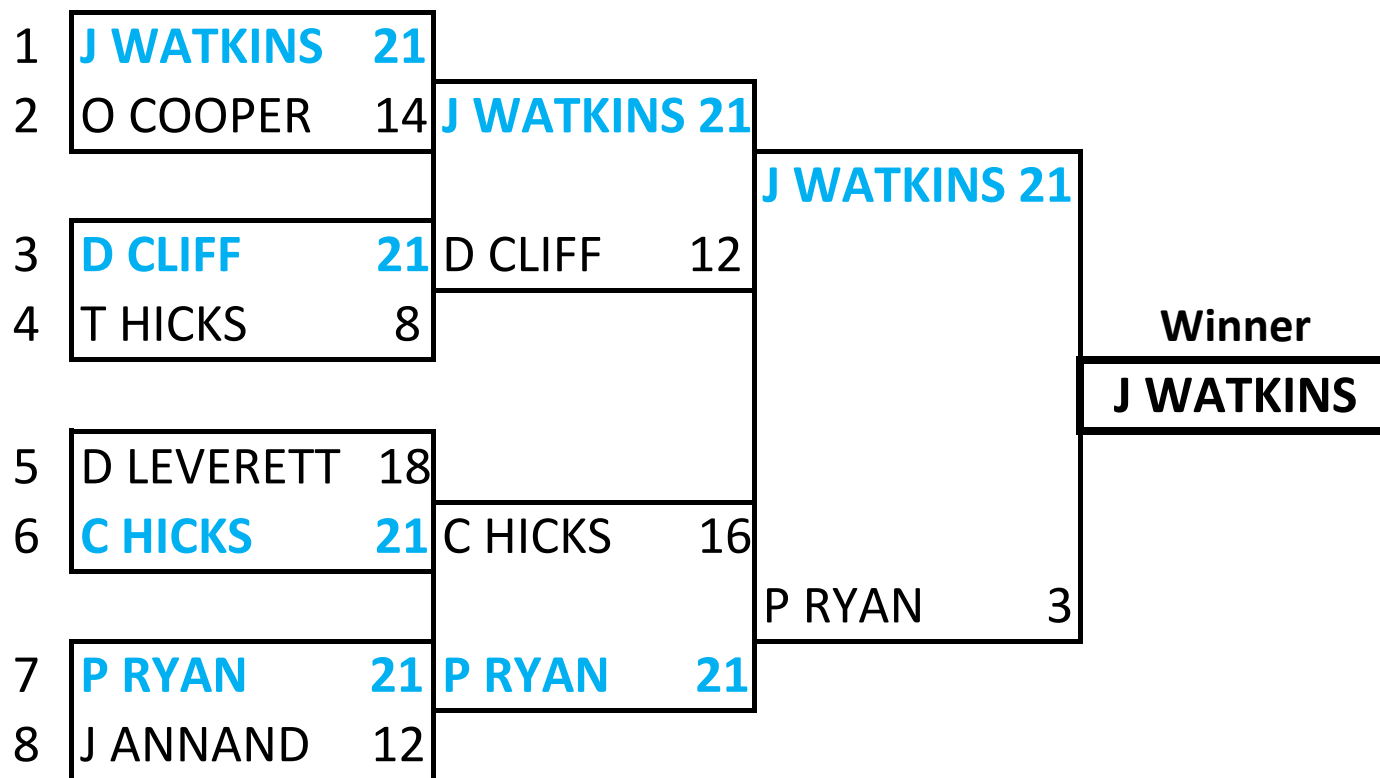 1 J WATKINS 21
2 O COOPER 14 J WATKINS 21
J WATKINS 21
3 D CLIFF 21 D CLIFF 12
4 T HICKS 8 Winner
J WATKINS
5 D LEVERETT 18
6 C HICKS 21 C HICKS 16
P RYAN 3
7 P RYAN 21 P RYAN 21
8 J ANNAND 12